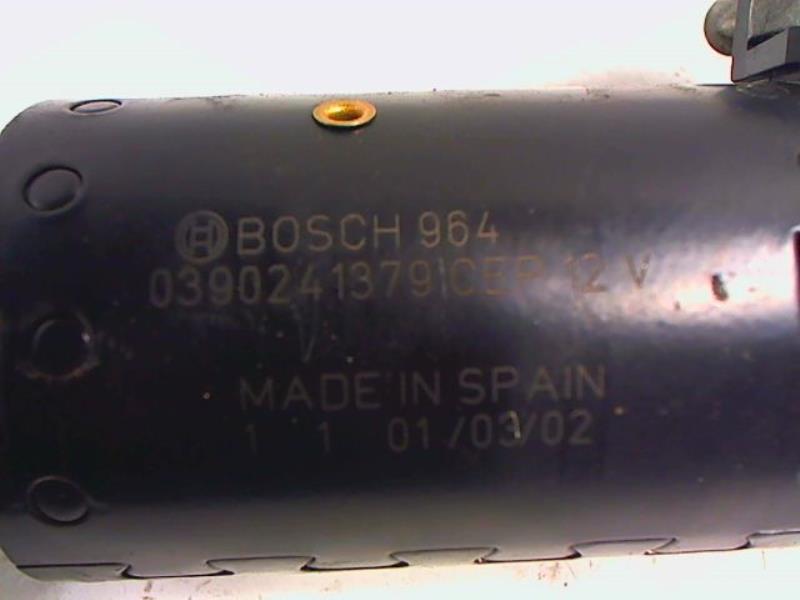 BOSCH 964
0390241379 CEP 12 V
MADE IN SPAIN
1 1 01/03/02